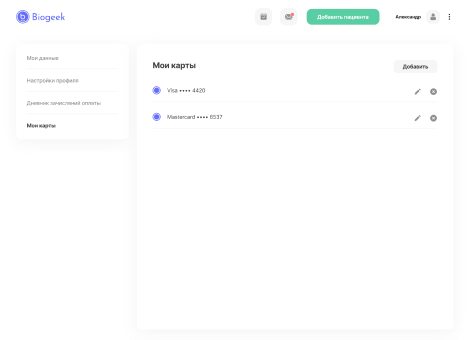 Biogeek
Добавить пациента
Александр
Мои данные
Настройки профиля
Дневник зачислений оплаты
Мои карты
Мои карты
Добавить
Visa •••• 4420
Mastercard •••• 6537